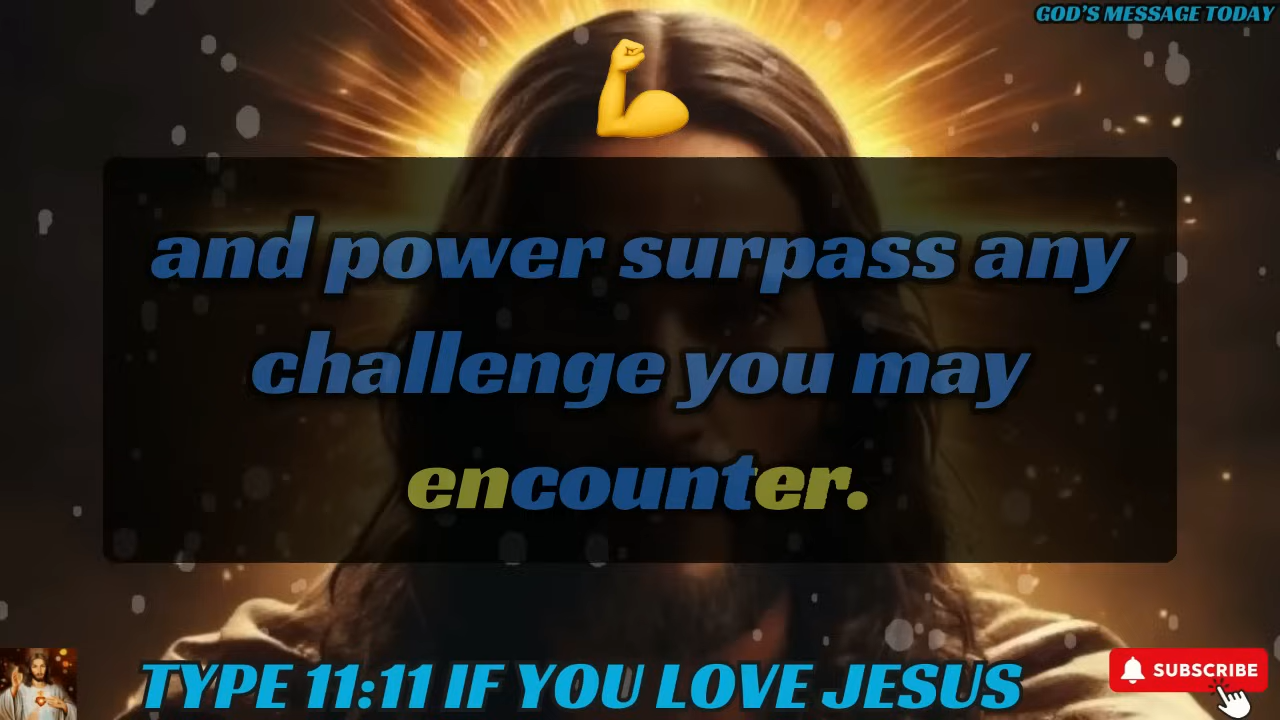 GOD'S MESSAGE TODAY
and power surpass any
challenge you may
encounter.
TYPE 11:11 IF YOU LOVE JESUS
SUBSCRIBE